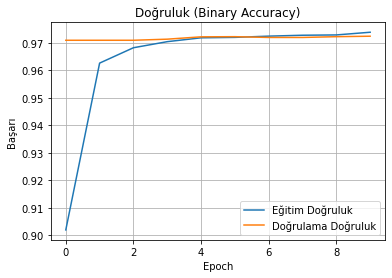 Doğruluk (Binary Accuracy)
Başarı
0.97
0.96
0.95
0.94
0.93
0.92
0.91
0.90
0
2
4
6
8
Epoch
Eğitim Doğruluk
Doğrulama Doğruluk